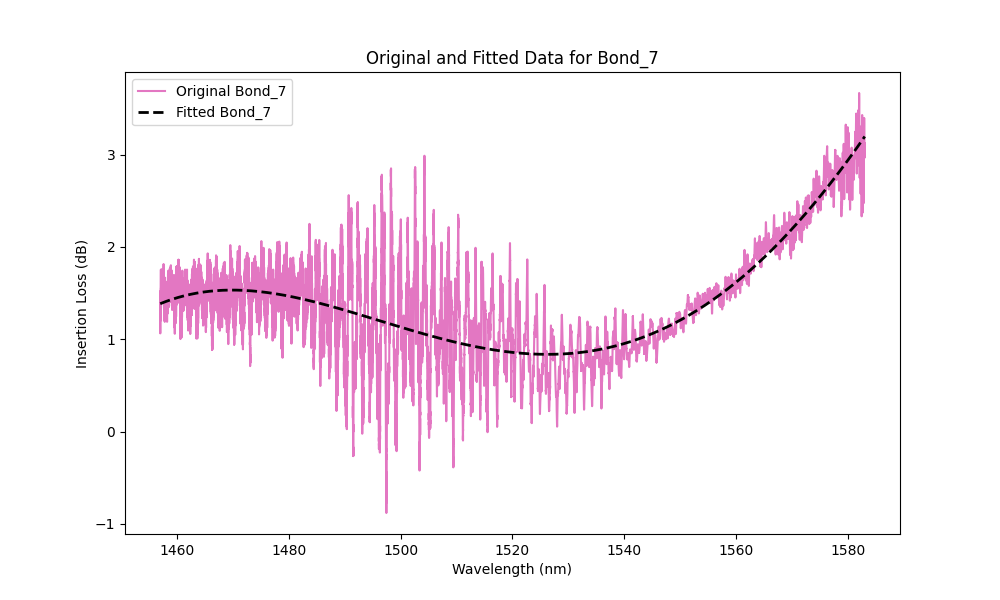 Original and Fitted Data for Bond_7
Original Bond_7
Fitted Bond_7
Insertion Loss (dB)
3
2
1
0
−1
1460 1480 1500 1520 1540 1560 1580
Wavelength (nm)